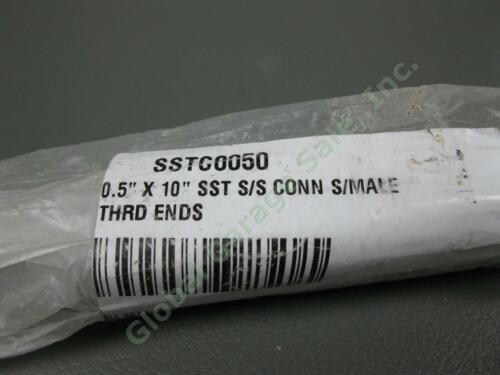 SSTC0050
0.5" X 10" SST S/S CONN S/MALE
THRD ENDS
Global Garage Sale, Inc.